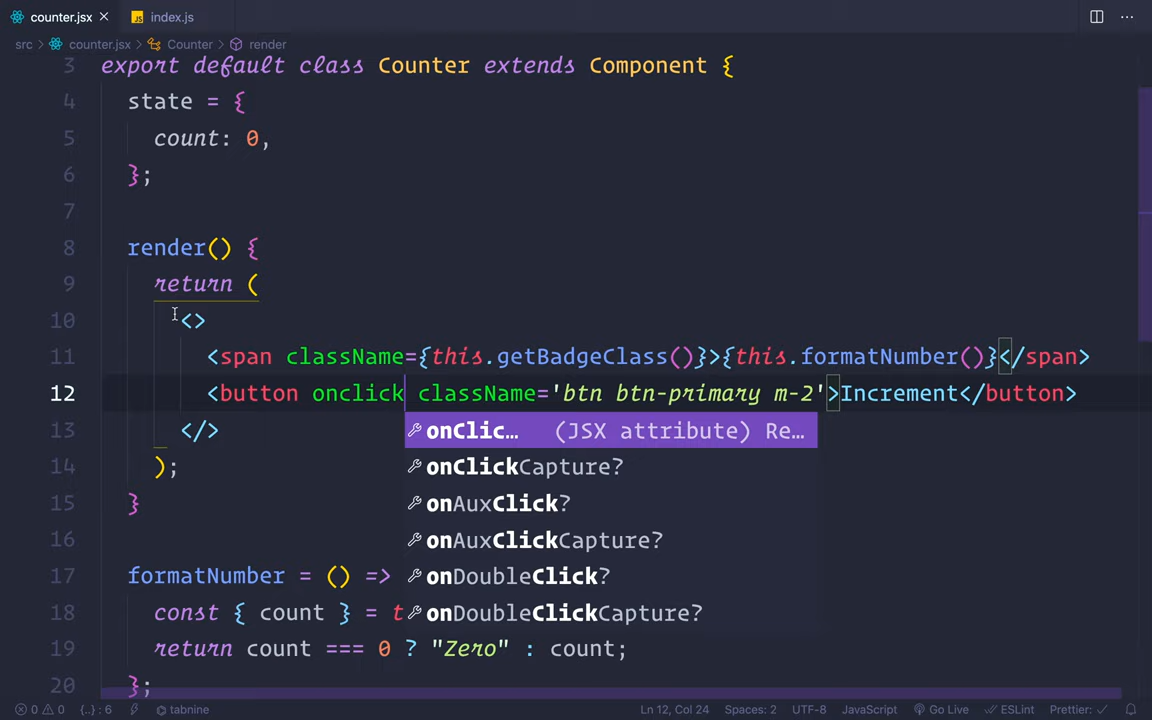 counter.jsx index.js
src counter.jsx Counter render
3 export default class Counter extends Component {
4 state = {
5 count: 0,
6 };
7
8 render() {
9 return (
10 <>
11 <span className={this.getBadgeClass()}>{this.formatNumber()}</span>
12 <button onclick className='btn btn-primary m-2'>Increment</button>
13 </>
onClic… (JSX attribute) Re…
onClickCapture?
14 );
15 }
onAuxClick?
16
onAuxClickCapture?
17 formatNumber = () =>
onDoubleClick?
18 const { count } = t
onDoubleClickCapture?
19 return count === 0 ? "Zero" : count;
20 };
0 0 {..} : 6 tabnine Ln 12, Col 24 Spaces: 2 UTF-8 JavaScript Go Live ESLint Prettier: ✓